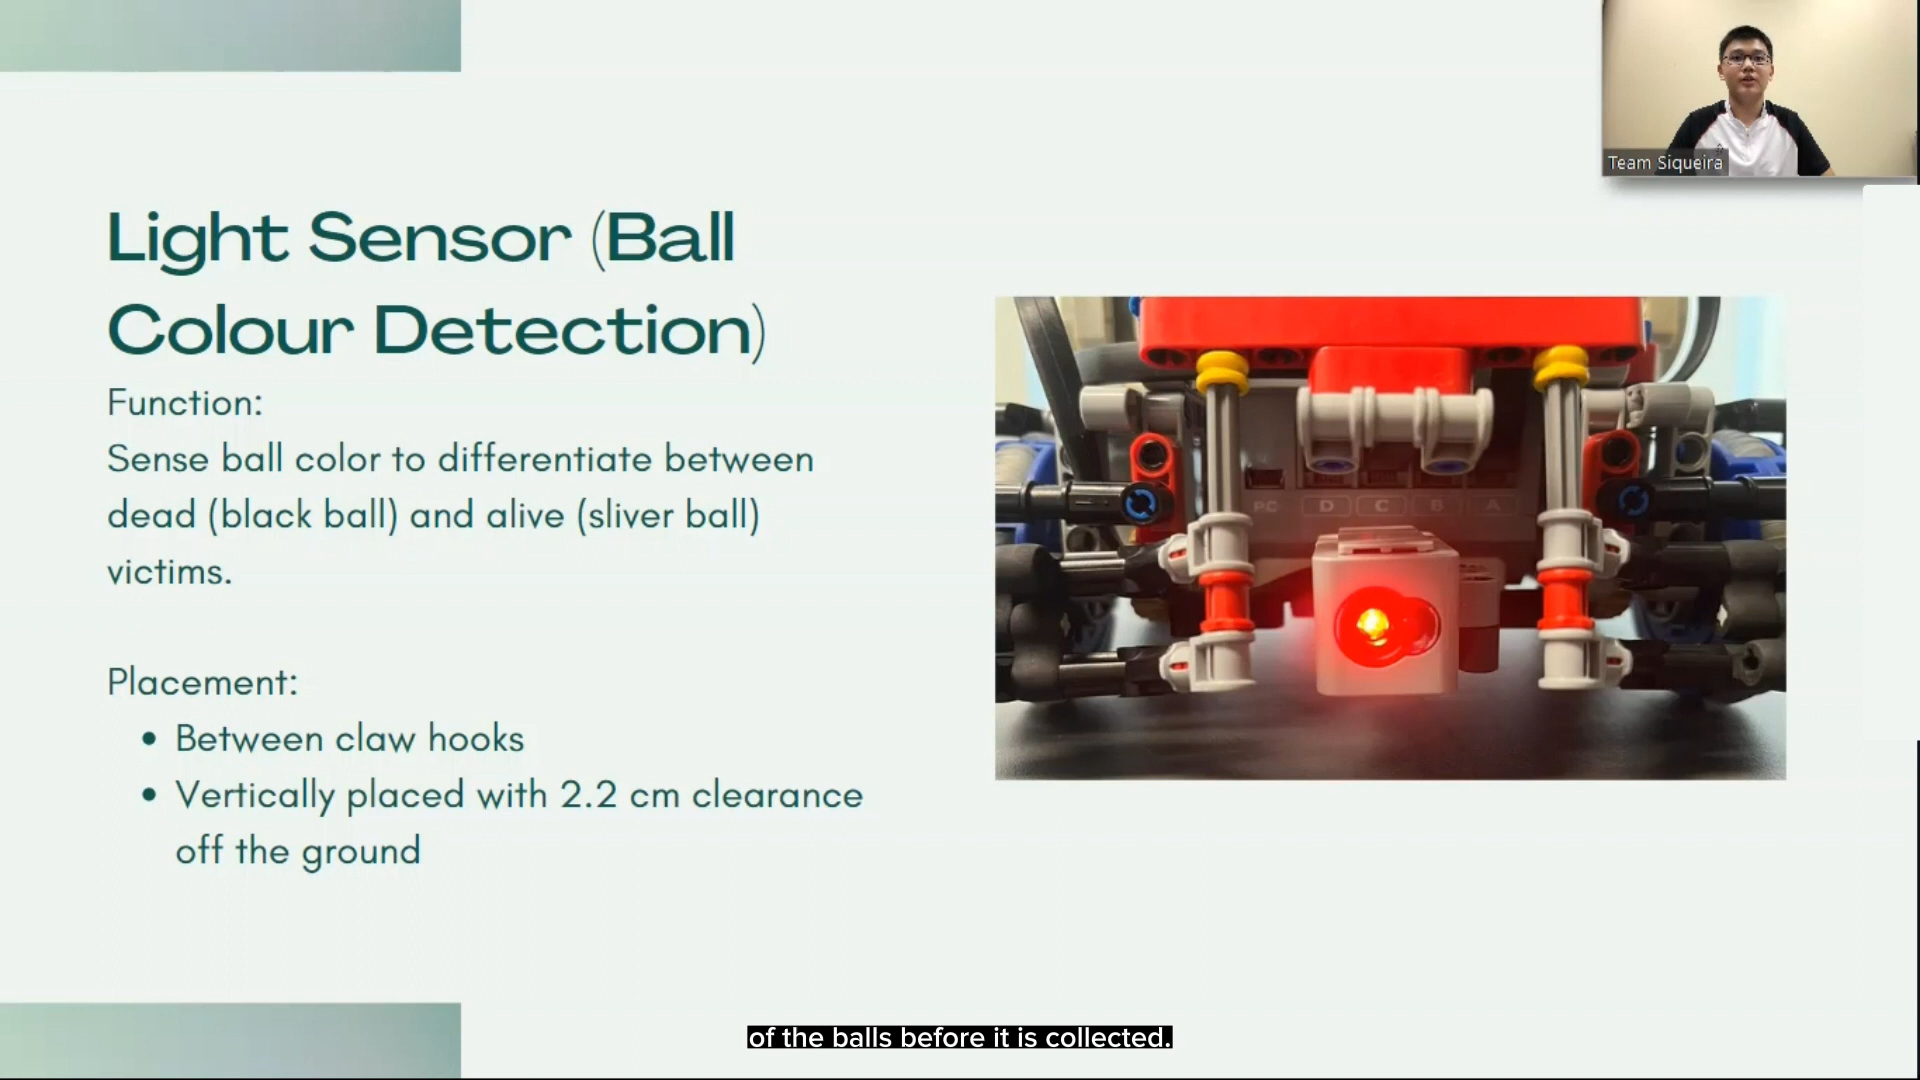 Team Siqueira
Light Sensor (Ball
Colour Detection)
Function:
Sense ball color to differentiate between
dead (black ball) and alive (sliver ball)
victims.
Placement:
• Between claw hooks
• Vertically placed with 2.2 cm clearance
off the ground
PC D C B A
of the balls before it is collected.